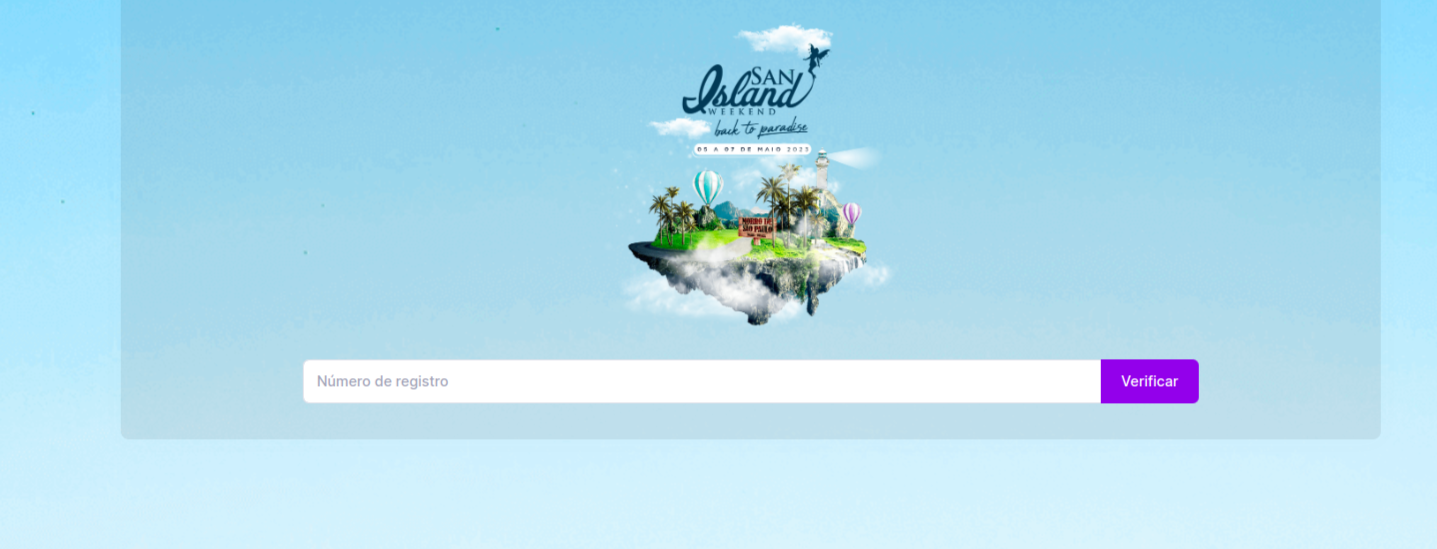 SAN
Island
WEEKEND
back to paradise
05 A 07 DE MAIO 2023
MORRO DE
SÃO PAULO
Número de registro
Verificar